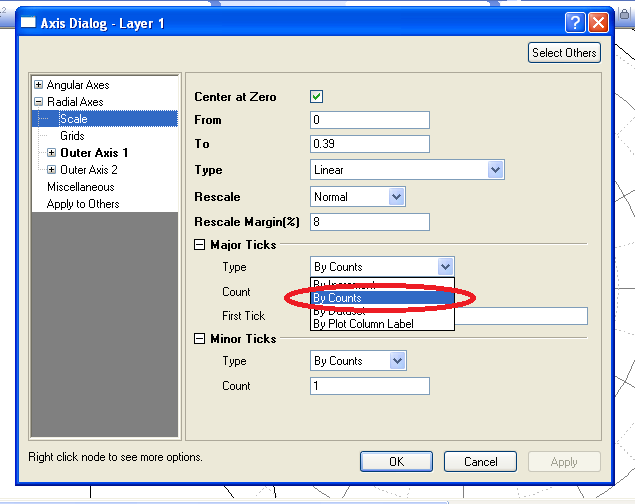 Axis Dialog - Layer 1
Select Others
Angular Axes
Radial Axes
Scale
Grids
Outer Axis 1
Outer Axis 2
Miscellaneous
Apply to Others
Center at Zero
From 0
To 0.39
Type Linear
Rescale Normal
Rescale Margin(%) 8
Major Ticks
Type By Counts
By Increment
Count By Counts
By Dataset
First Tick
By Plot Column Label
Minor Ticks
Type By Counts
Count 1
Right click node to see more options.
OK Cancel Apply